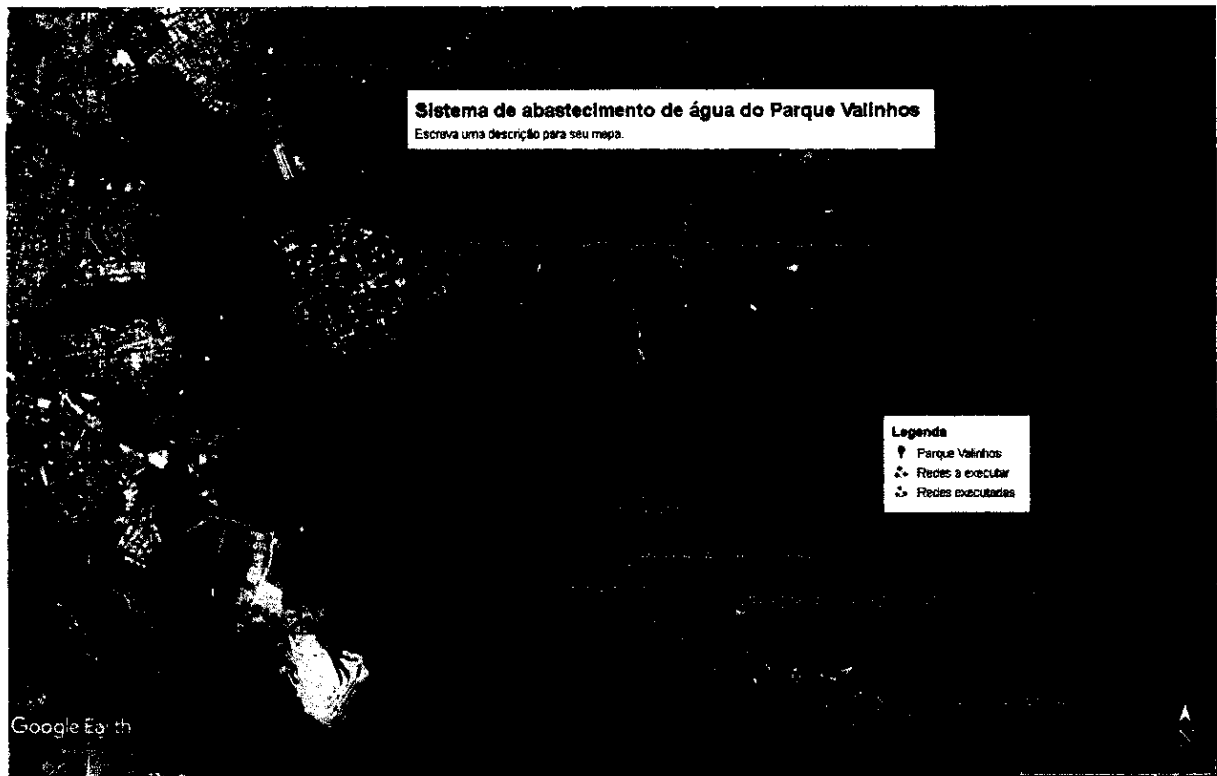 Sistema de abastecimento de água do Parque Valinhos
Escreva uma descrição para seu mapa.
Legenda
Parque Valinhos
Redes a executar
Redes executadas
Google Earth